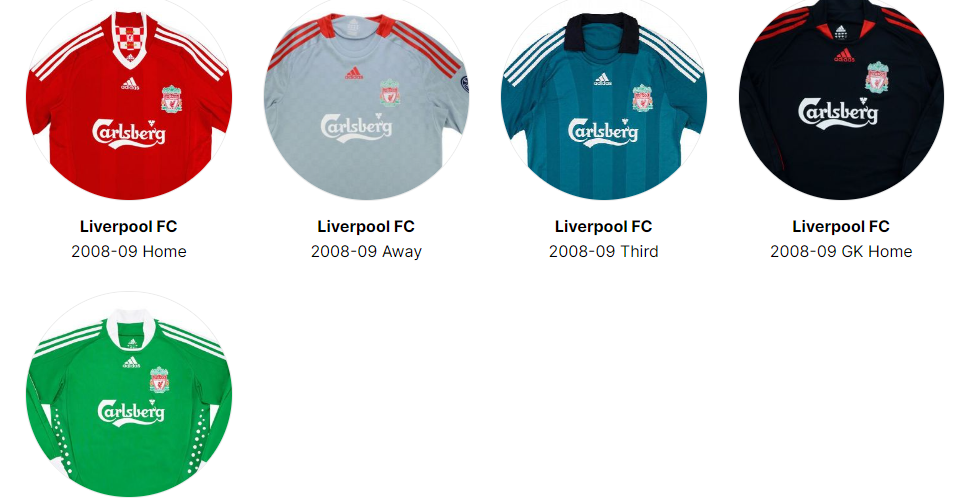 adidas
Carlsberg
adidas
Carlsberg
adidas
Carlsberg
adidas
Carlsberg
Liverpool FC
2008-09 Home
Liverpool FC
2008-09 Away
Liverpool FC
2008-09 Third
Liverpool FC
2008-09 GK Home
adidas
Carlsberg